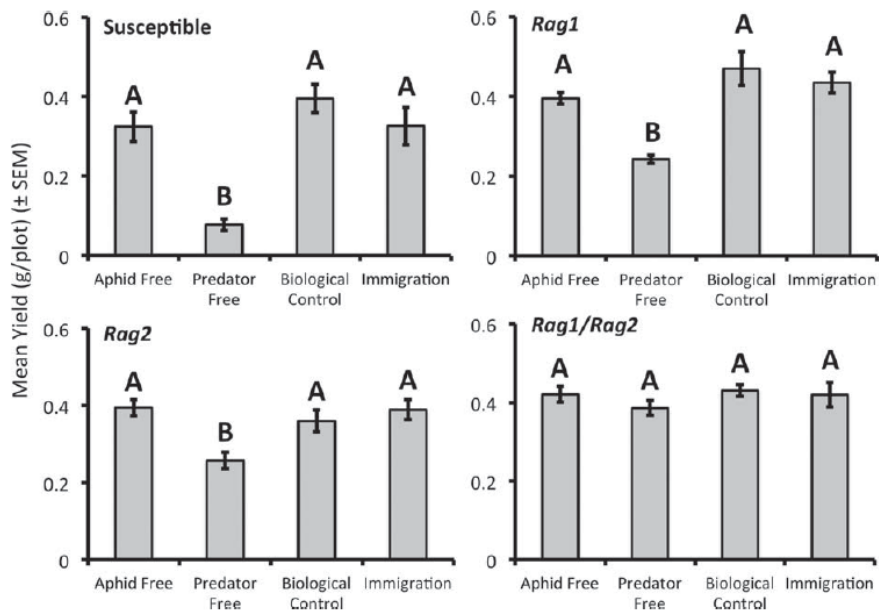 Mean Yield (g/plot) (± SEM)
Susceptible
0.6
0.4
0.2
0
A
B
A
A
Aphid Free
Predator
Free
Biological
Control
Immigration
Rag1
0.6
0.4
0.2
0
A
B
A
A
Aphid Free
Predator
Free
Biological
Control
Immigration
Rag2
0.6
0.4
0.2
0
A
B
A
A
Aphid Free
Predator
Free
Biological
Control
Immigration
Rag1/Rag2
0.6
0.4
0.2
0
A
A
A
A
Aphid Free
Predator
Free
Biological
Control
Immigration